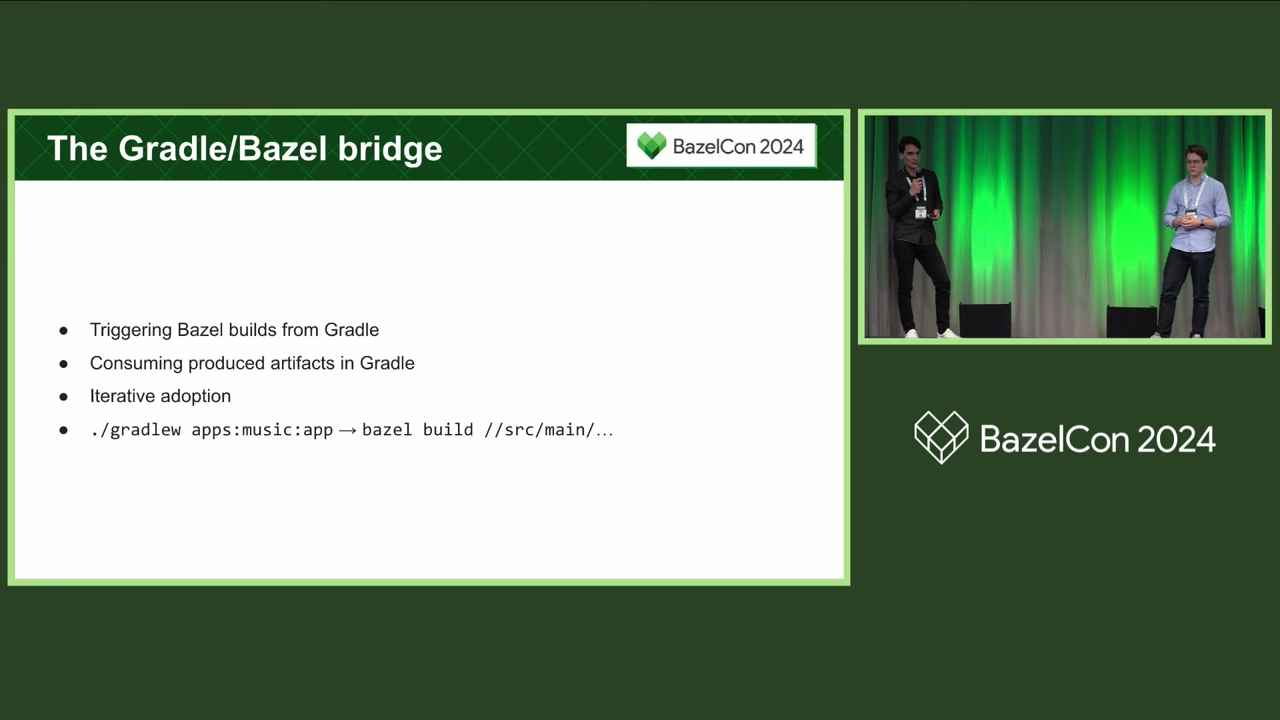 The Gradle/Bazel bridge
BazelCon 2024
● Triggering Bazel builds from Gradle
● Consuming produced artifacts in Gradle
● Iterative adoption
● ./gradlew apps:music:app → bazel build //src/main/…
BazelCon 2024